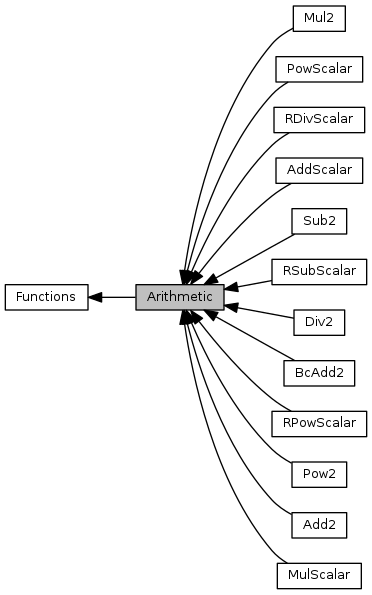 Mul2
PowScalar
RDivScalar
AddScalar
Sub2
RSubScalar
Functions
Arithmetic
Div2
BcAdd2
RPowScalar
Pow2
Add2
MulScalar